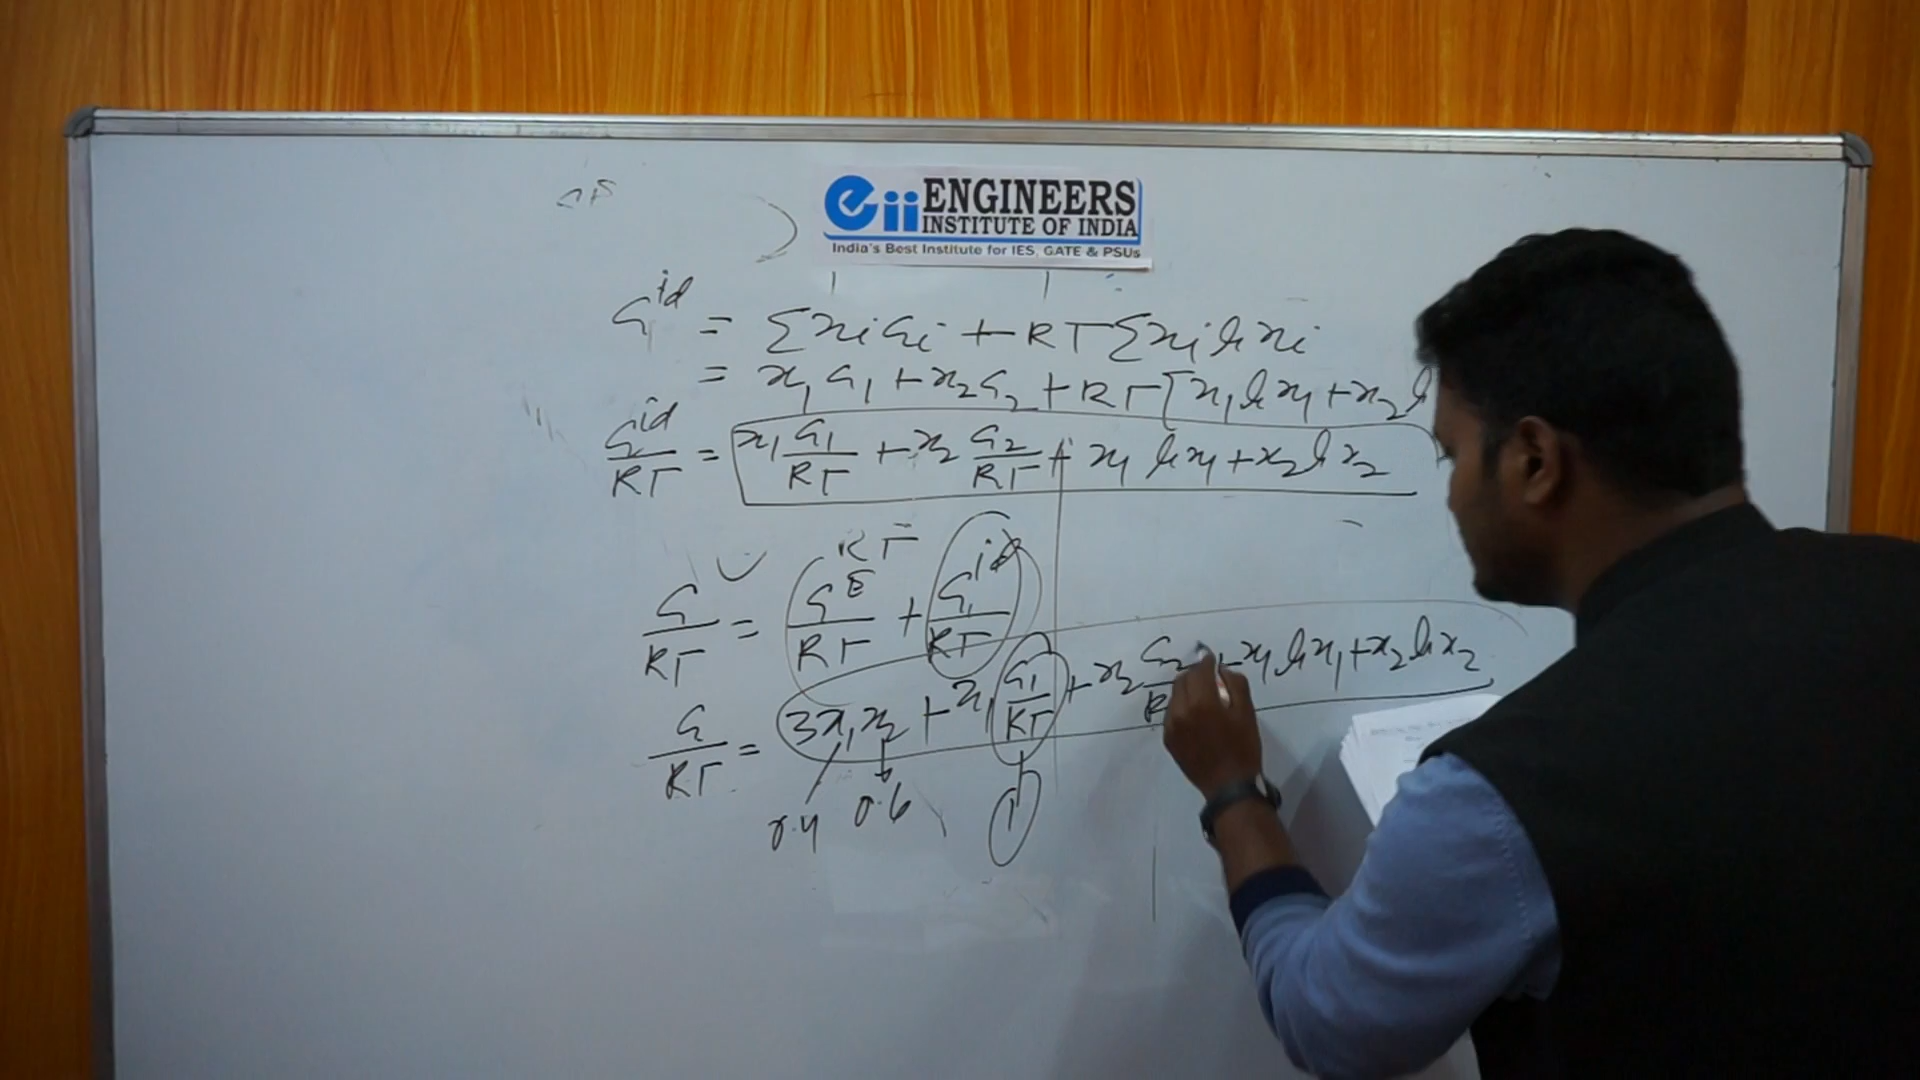 eii ENGINEERS
INSTITUTE OF INDIA
India's Best Institute for IES, GATE & PSUs
G^id = Σ xi Gi + RT Σ xi ln xi
= x₁ G₁ + x₂ G₂ + RT [x₁ ln x₁ + x₂ l
G^id/RT = x₁ G₁/RT + x₂ G₂/RT + x₁ ln x₁ + x₂ ln x₂
RT
G/RT = G^E/RT + G^id/RT
G/RT = 3x₁x₂ + x₁ G₁/RT + x₂ G₂/R + x₁ ln x₁ + x₂ ln x₂
0.4 0.6 1